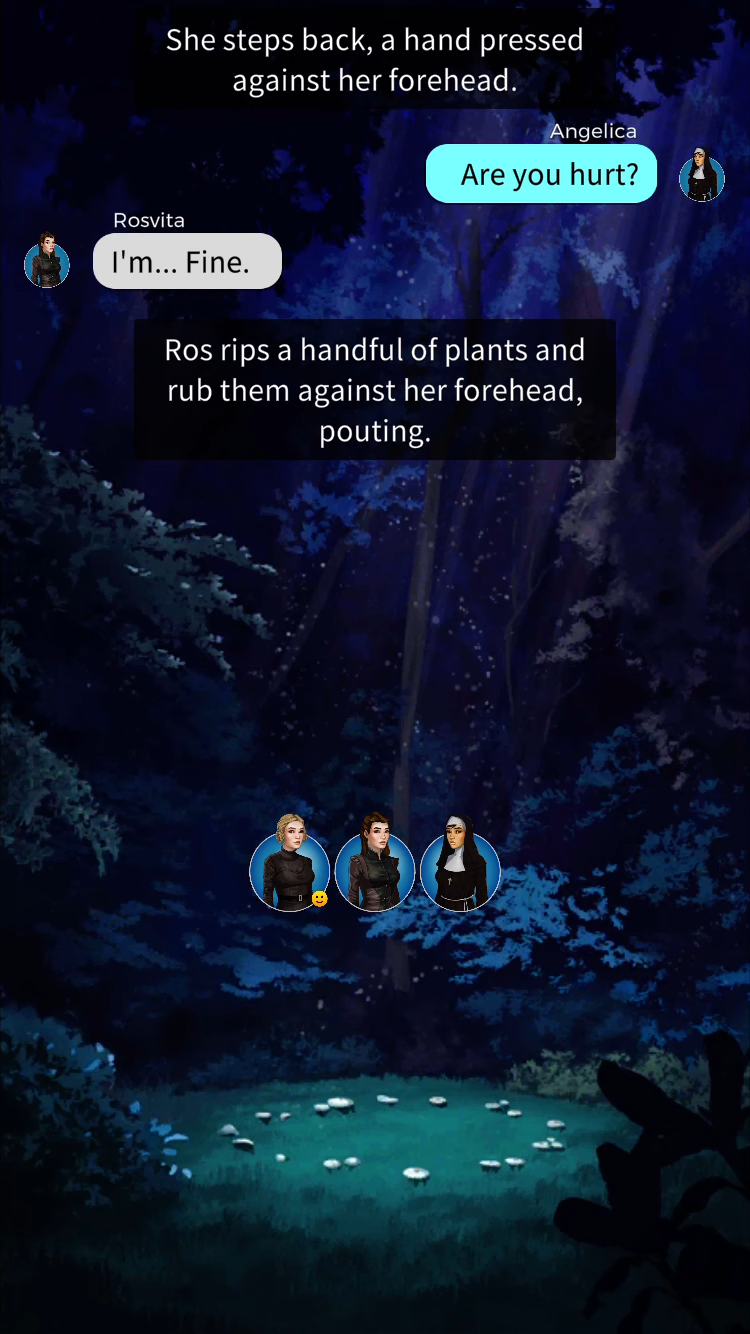 She steps back, a hand pressed
against her forehead.
Angelica
Are you hurt?
Rosvita
I'm... Fine.
Ros rips a handful of plants and
rub them against her forehead,
pouting.